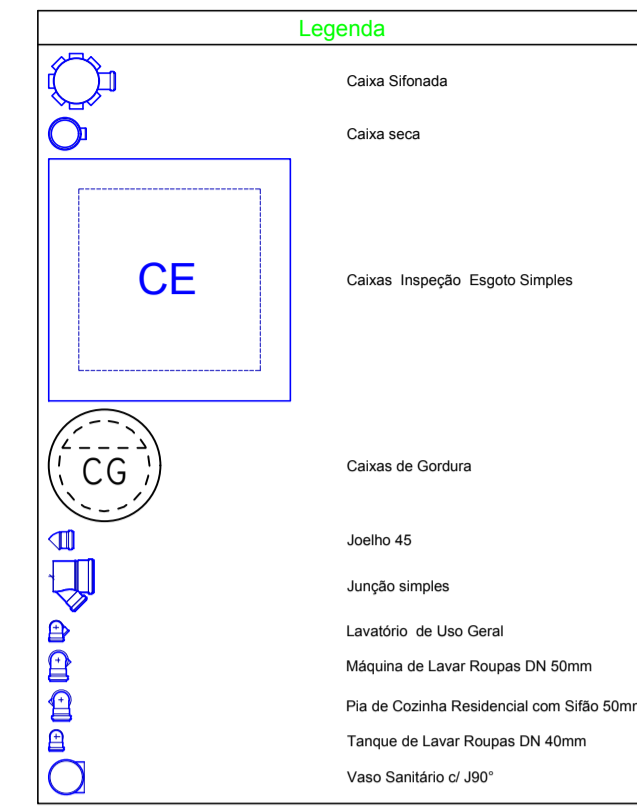 Legenda
Caixa Sifonada
Caixa seca
CE
Caixas Inspeção Esgoto Simples
CG
Caixas de Gordura
Joelho 45
Junção simples
Lavatório de Uso Geral
Máquina de Lavar Roupas DN 50mm
Pia de Cozinha Residencial com Sifão 50mm
Tanque de Lavar Roupas DN 40mm
Vaso Sanitário c/ J90°